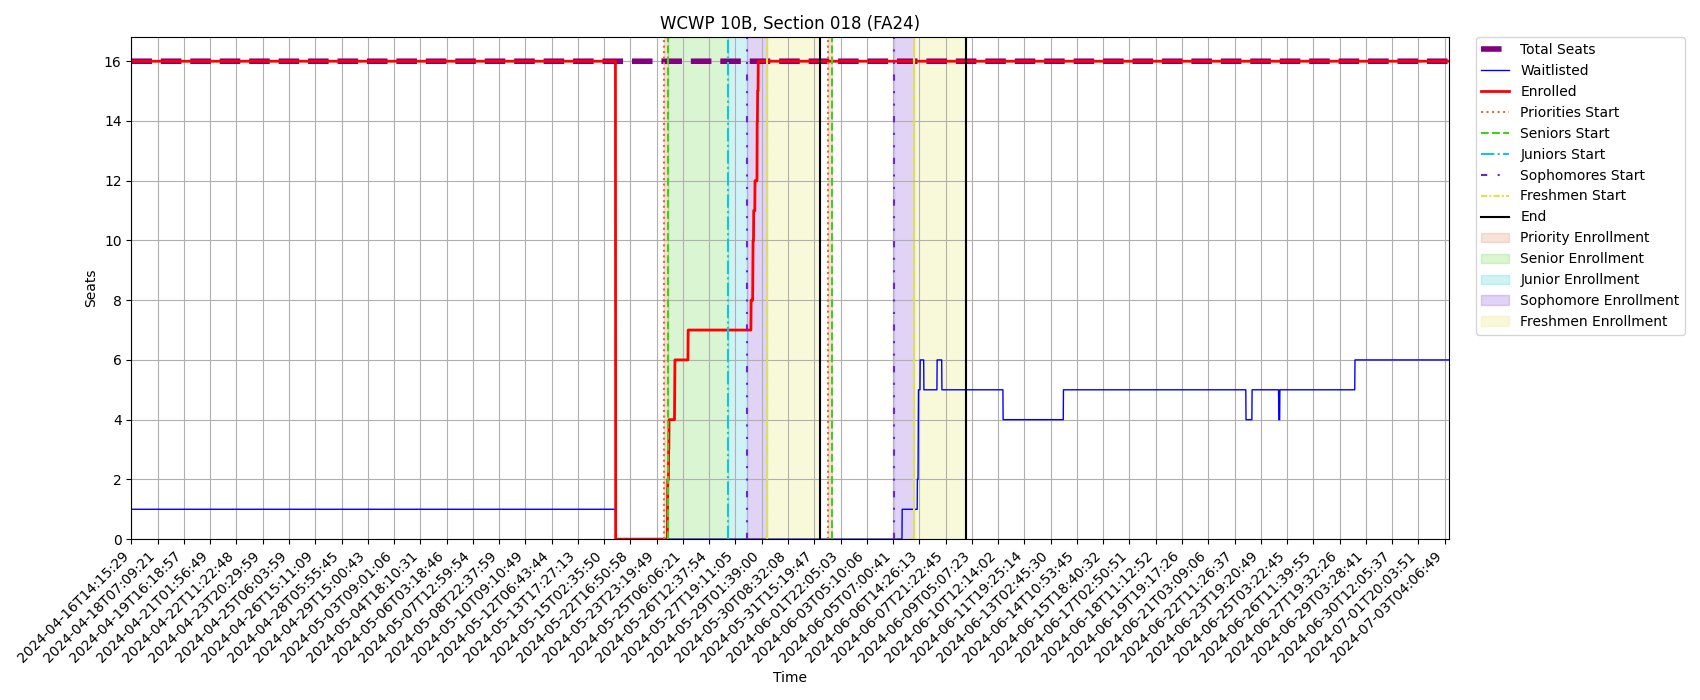 WCWP 10B, Section 018 (FA24)
Seats
16
14
12
10
8
6
4
2
0
2024-04-16T14:15:29
2024-04-18T07:09:21
2024-04-19T16:18:57
2024-04-21T01:56:49
2024-04-22T11:22:48
2024-04-23T20:29:59
2024-04-25T06:03:59
2024-04-26T15:11:09
2024-04-28T05:55:45
2024-04-29T15:00:43
2024-05-03T09:01:06
2024-05-04T18:10:31
2024-05-06T03:18:46
2024-05-07T12:59:54
2024-05-08T22:37:59
2024-05-10T09:10:49
2024-05-12T06:43:44
2024-05-13T17:27:13
2024-05-15T02:35:50
2024-05-22T16:50:58
2024-05-23T23:19:49
2024-05-25T06:06:21
2024-05-26T12:37:54
2024-05-27T19:11:05
2024-05-29T01:39:00
2024-05-30T08:32:08
2024-05-31T15:19:47
2024-06-01T22:05:03
2024-06-03T05:10:06
2024-06-05T07:00:41
2024-06-06T14:26:13
2024-06-07T21:22:45
2024-06-09T05:07:23
2024-06-10T12:14:02
2024-06-11T19:25:14
2024-06-13T02:45:30
2024-06-14T10:53:45
2024-06-15T18:40:32
2024-06-17T02:50:51
2024-06-18T11:12:52
2024-06-19T19:17:26
2024-06-21T03:09:06
2024-06-22T11:26:37
2024-06-23T19:20:49
2024-06-25T03:22:45
2024-06-26T11:39:55
2024-06-27T19:32:26
2024-06-29T03:28:41
2024-06-30T12:05:37
2024-07-01T20:03:51
2024-07-03T04:06:49
Time
Total Seats
Waitlisted
Enrolled
Priorities Start
Seniors Start
Juniors Start
Sophomores Start
Freshmen Start
End
Priority Enrollment
Senior Enrollment
Junior Enrollment
Sophomore Enrollment
Freshmen Enrollment